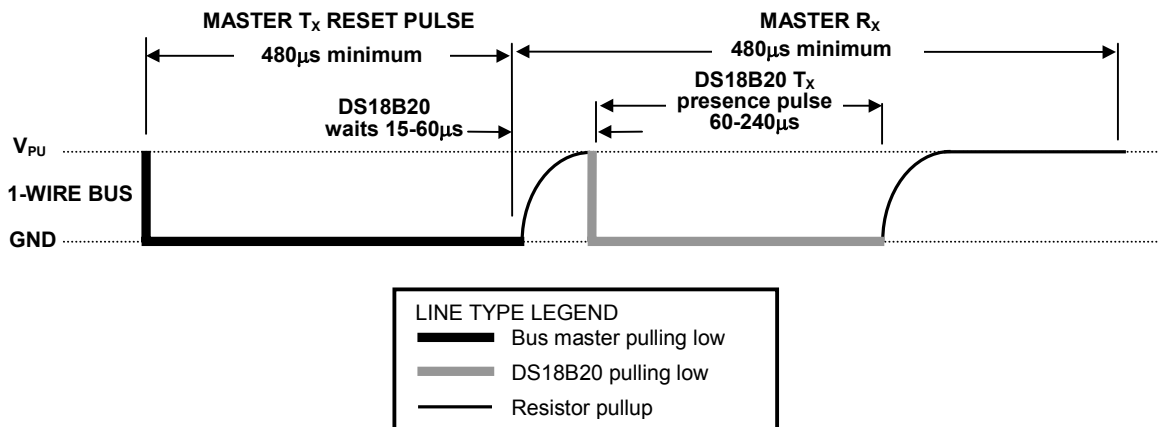 MASTER TX RESET PULSE
480μs minimum
MASTER RX
480μs minimum
DS18B20 TX
presence pulse
60-240μs
DS18B20
waits 15-60μs
VPU
1-WIRE BUS
GND
LINE TYPE LEGEND
Bus master pulling low
DS18B20 pulling low
Resistor pullup